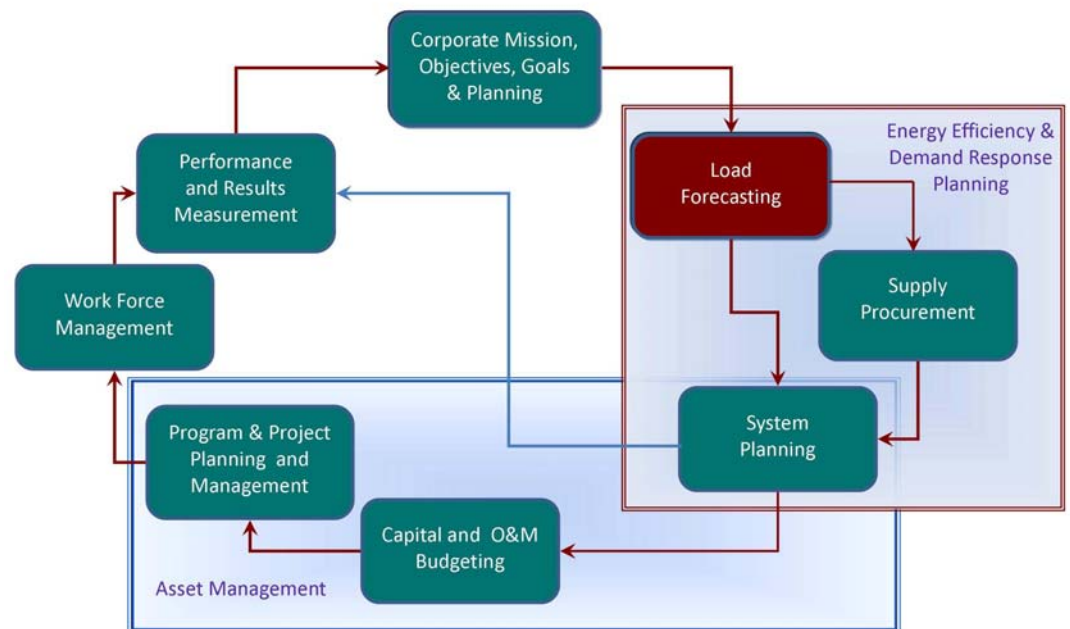 Corporate Mission,
Objectives, Goals
& Planning
Energy Efficiency &
Demand Response
Planning
Load
Forecasting
Performance
and Results
Measurement
Supply
Procurement
Work Force
Management
System
Planning
Program & Project
Planning and
Management
Capital and O&M
Budgeting
Asset Management